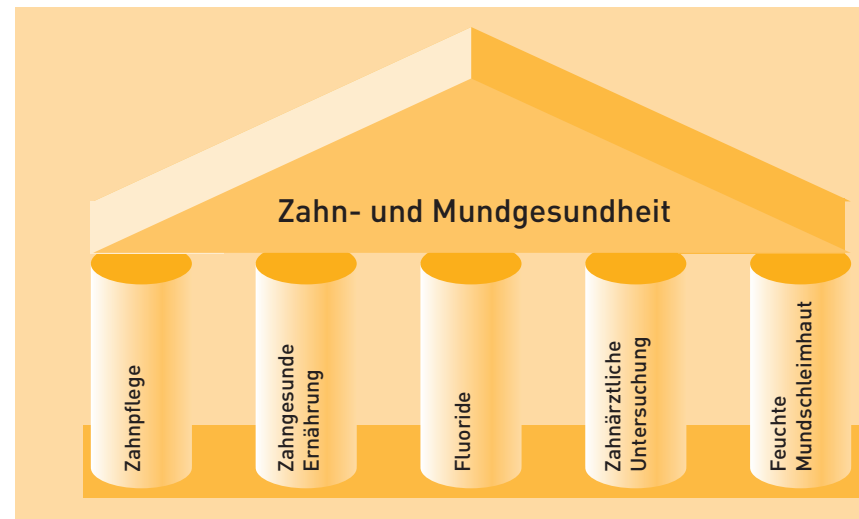 Zahn- und Mundgesundheit
Zahnpflege
Zahngesunde
Ernährung
Fluoride
Zahnärztliche
Untersuchung
Feuchte
Mundschleimhaut